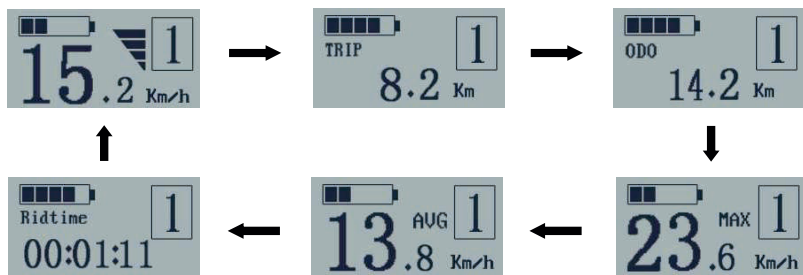 1
15.2 Km/h
1
TRIP
8.2 Km
1
ODO
14.2 Km
1
Ridtime
00:01:11
1
AVG
13.8 Km/h
1
MAX
23.6 Km/h